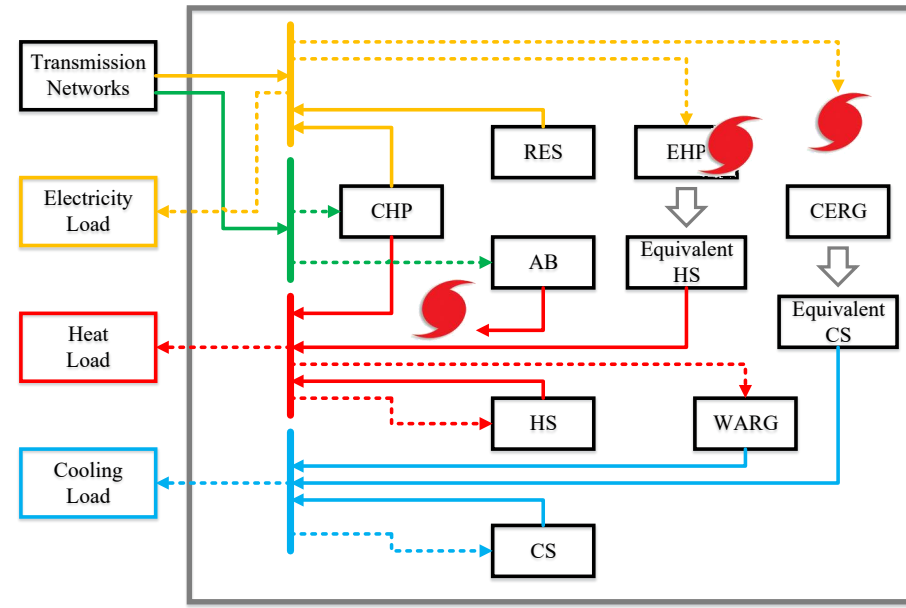 Transmission
Networks
RES
EHP
Electricity
Load
CHP
CERG
AB
Equivalent
HS
Heat
Load
Equivalent
CS
HS
WARG
Cooling
Load
CS